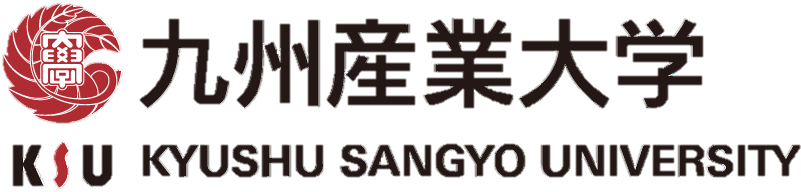 九州産業大学
KSU KYUSHU SANGYO UNIVERSITY